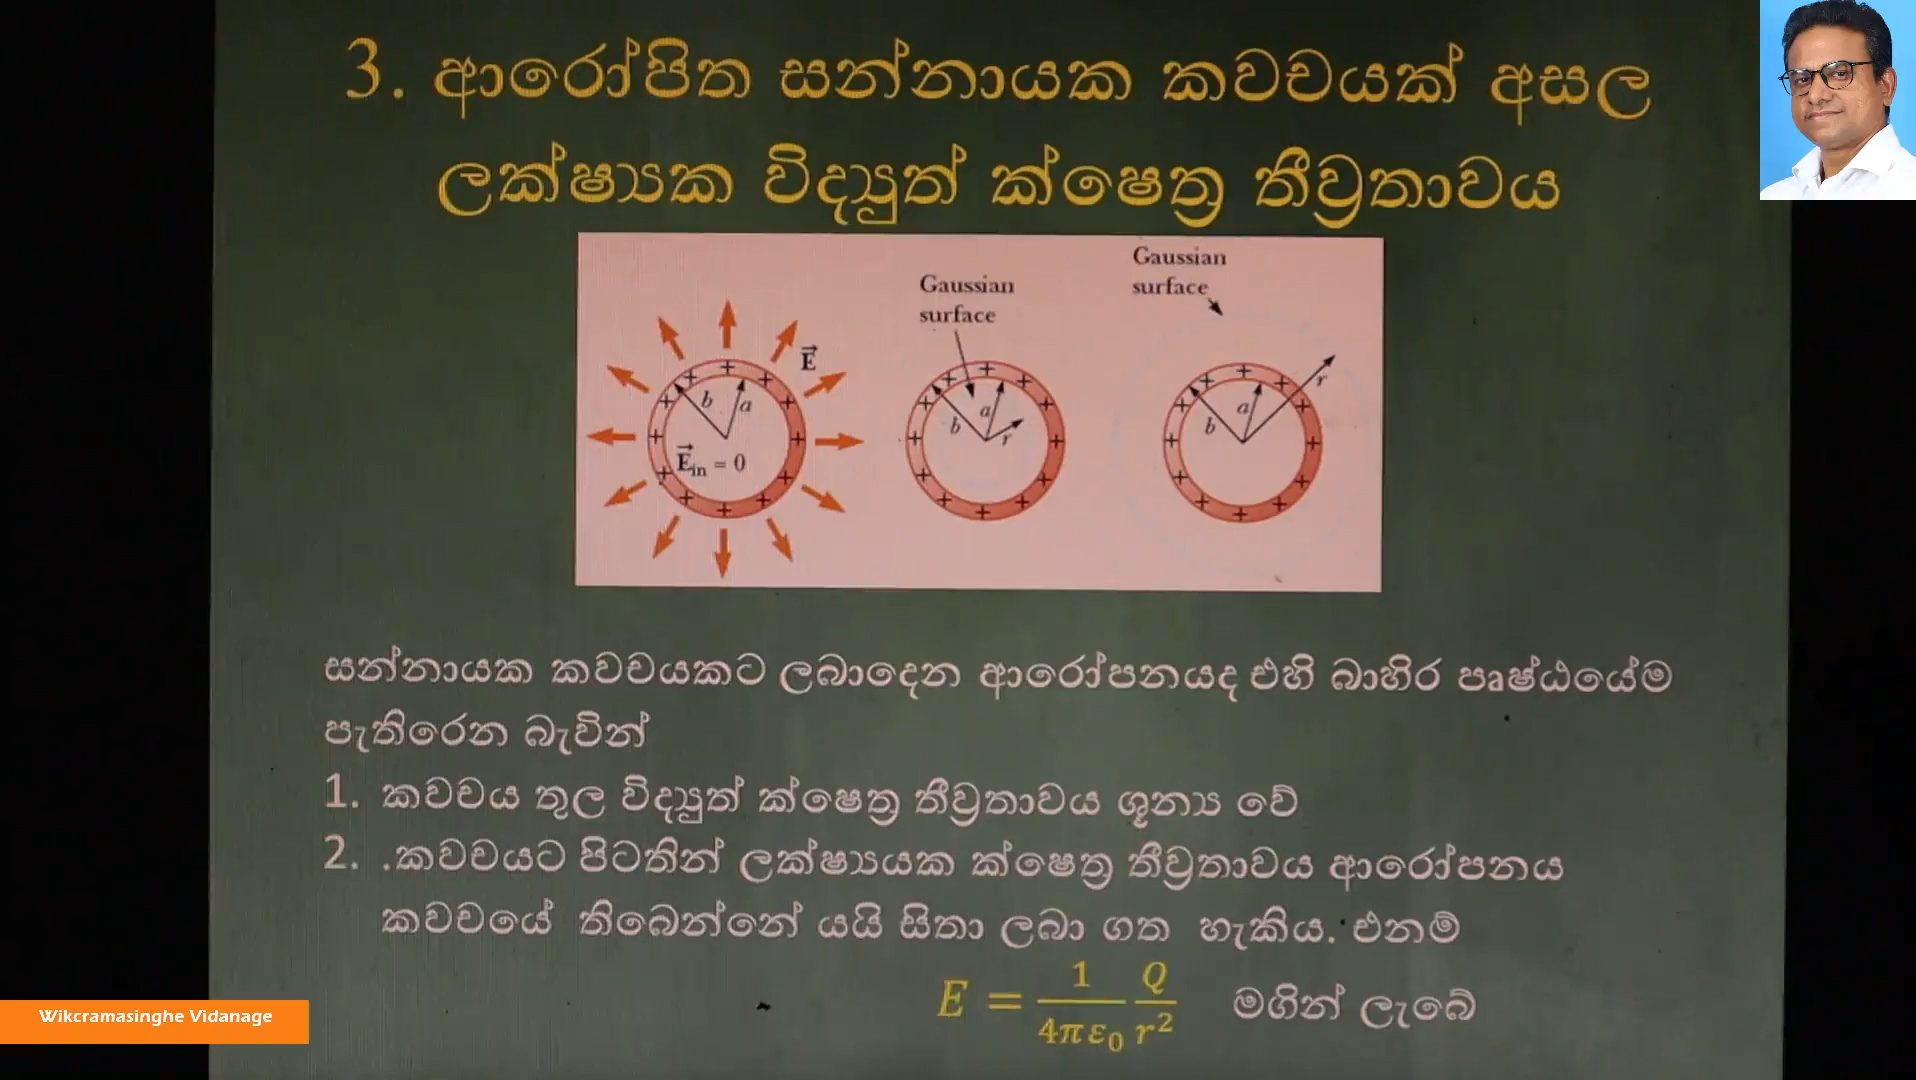 3. ආරෝපිත සන්නායක කවචයක් අසල
ලක්ෂ්‍යක විද්‍යුත් ක්ෂෙත්‍ර තීව්‍රතාවය
Gaussian
surface
Gaussian
surface
E
b a
E in = 0
a
b r
r
a
b
සන්නායක කවචයකට ලබාදෙන ආරෝපනයද එහි බාහිර පෘෂ්ඨයේම
පැතිරෙන බැවින්
1. කවචය තුල විද්‍යුත් ක්ෂෙත්‍ර තීව්‍රතාවය ශූන්‍ය වේ
2. .කවචයට පිටතින් ලක්ෂ්‍යයක ක්ෂෙත්‍ර තීව්‍රතාවය ආරෝපනය
කවචයේ තිබෙන්නේ යයි සිතා ලබා ගත හැකිය. එනම්
E = 1/4πε₀ Q/r² මගින් ලැබේ
Wikcramasinghe Vidanage